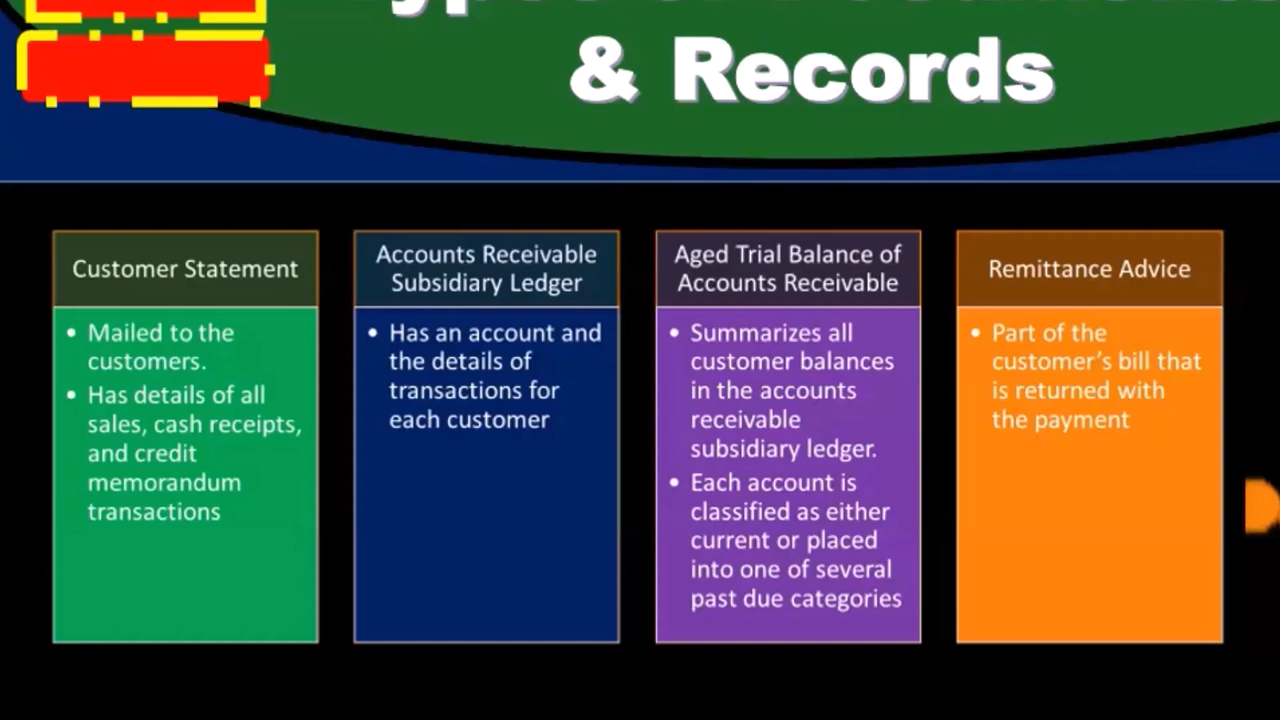 & Records
Customer Statement
• Mailed to the
customers.
• Has details of all
sales, cash receipts,
and credit
memorandum
transactions
Accounts Receivable
Subsidiary Ledger
• Has an account and
the details of
transactions for
each customer
Aged Trial Balance of
Accounts Receivable
• Summarizes all
customer balances
in the accounts
receivable
subsidiary ledger.
• Each account is
classified as either
current or placed
into one of several
past due categories
Remittance Advice
• Part of the
customer’s bill that
is returned with
the payment